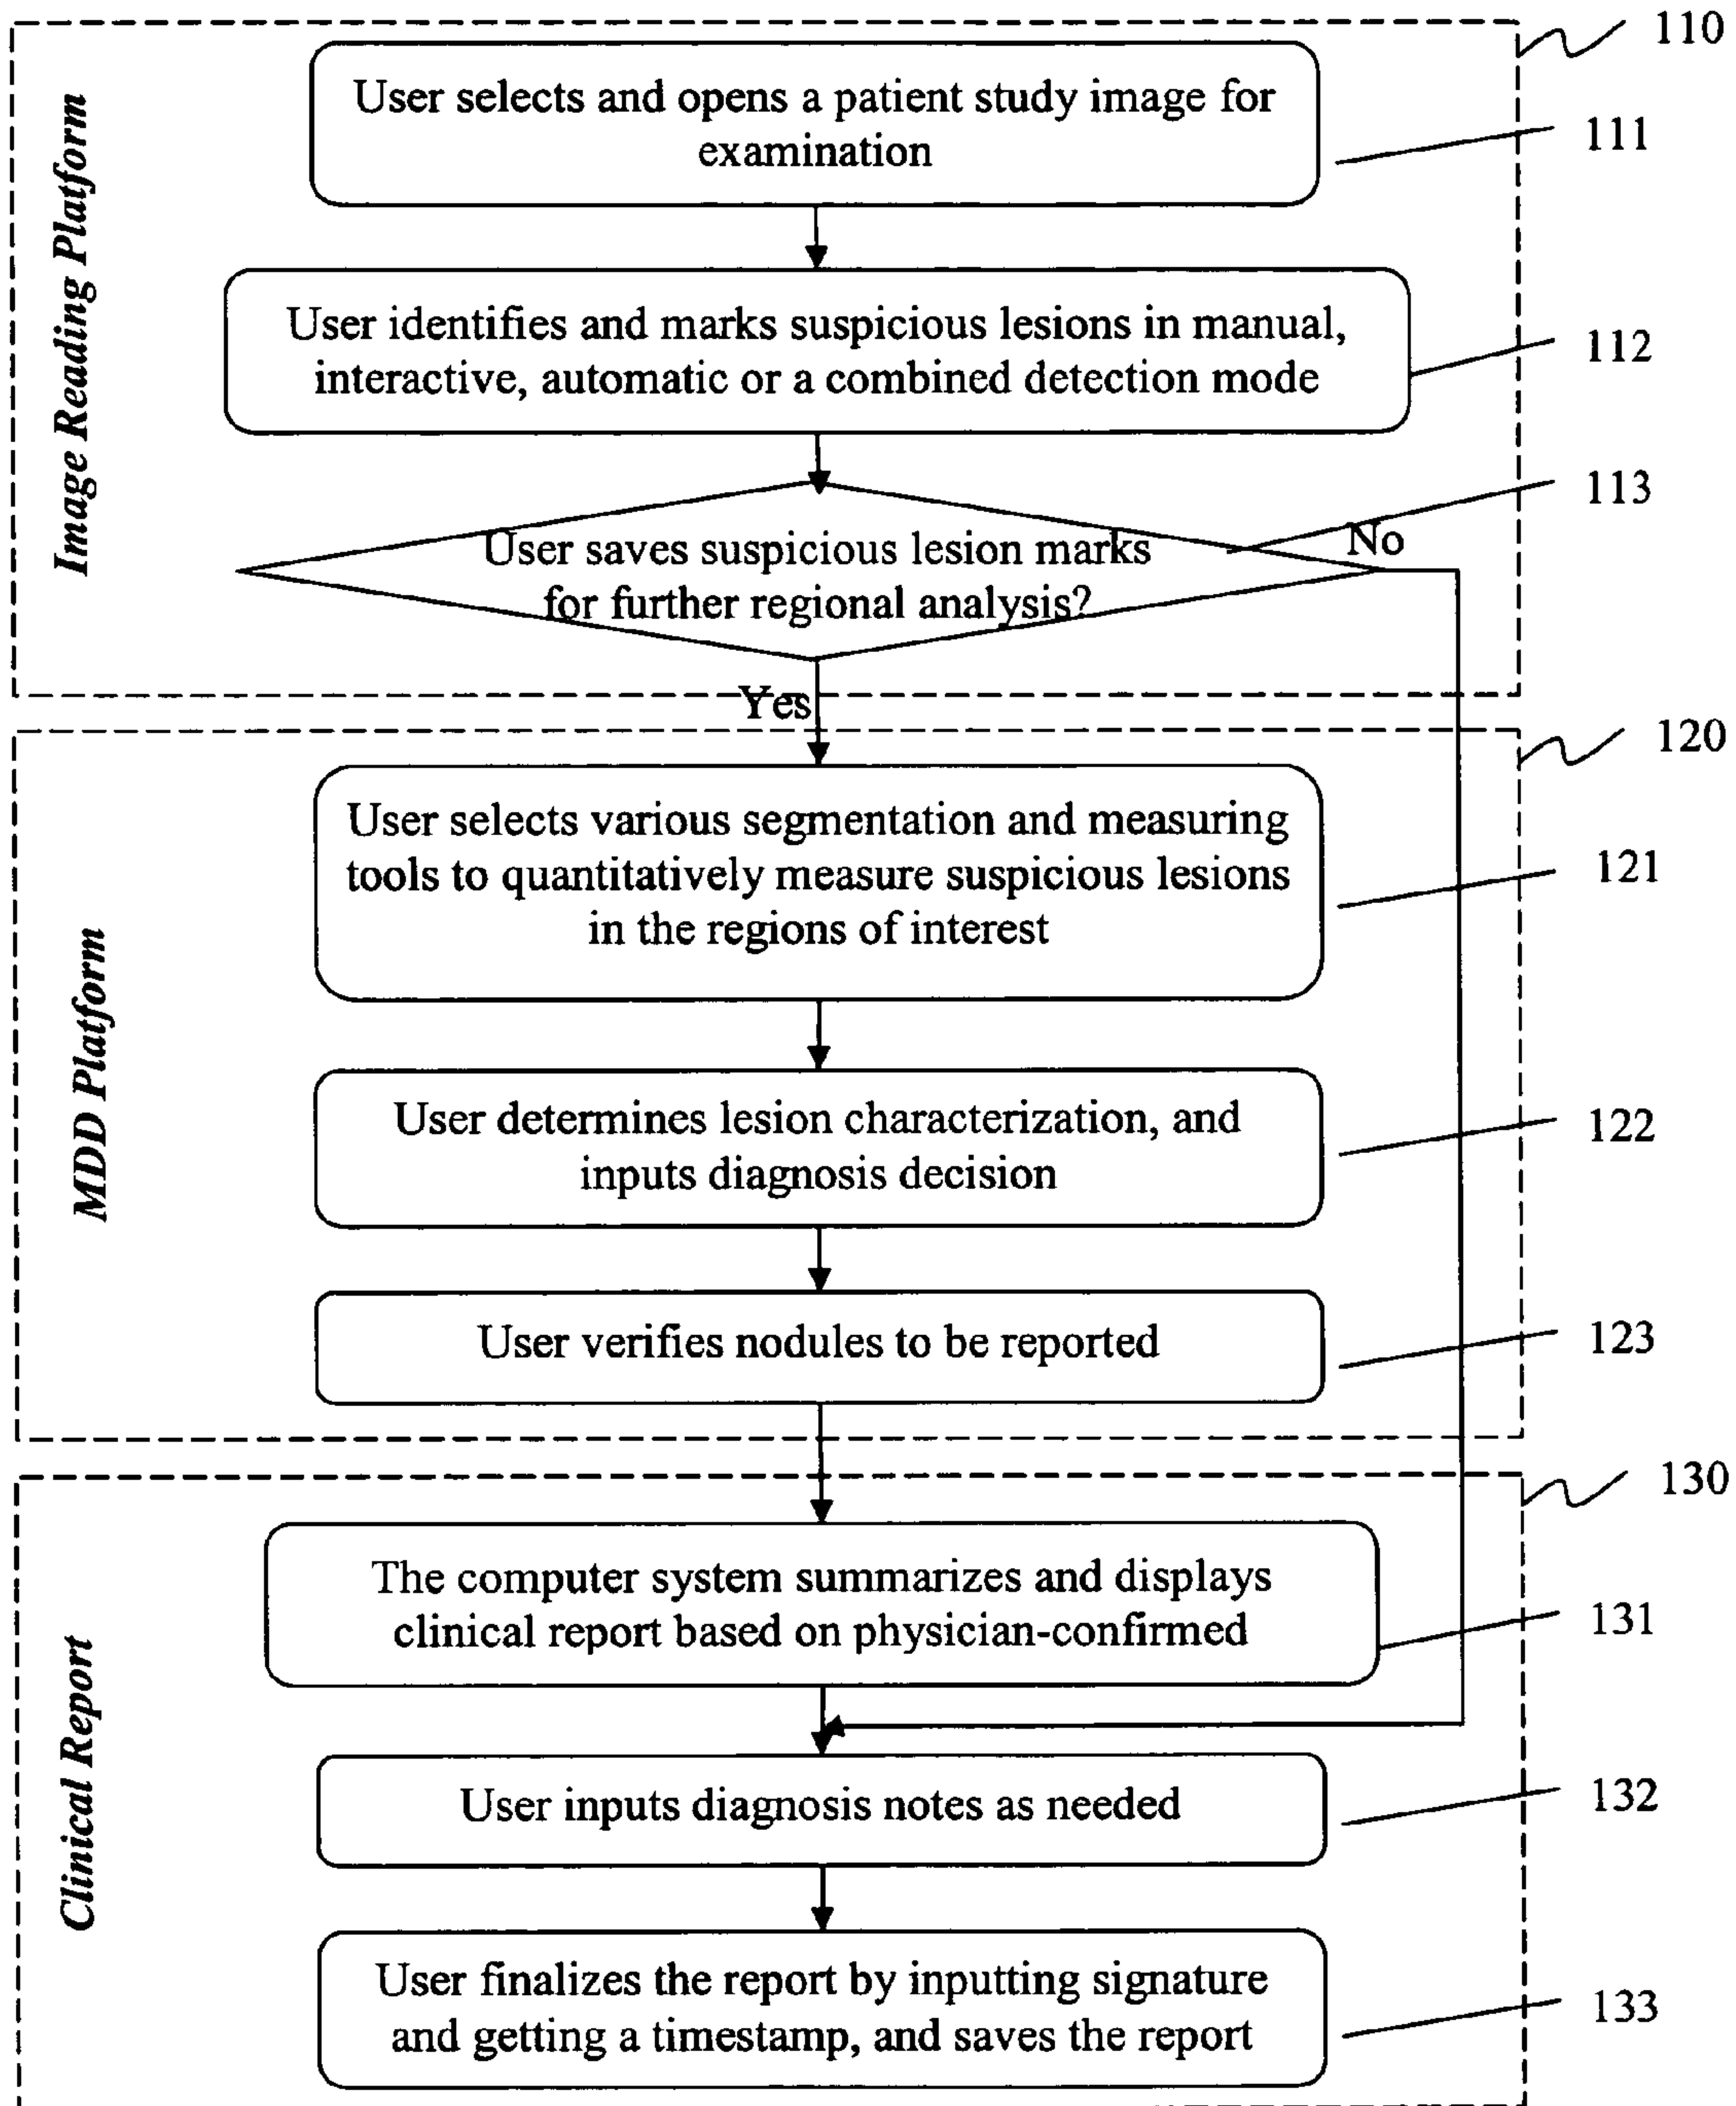 110
Image Reading Platform
User selects and opens a patient study image for
examination
111
User identifies and marks suspicious lesions in manual,
interactive, automatic or a combined detection mode
112
113
User saves suspicious lesion marks
for further regional analysis?
No
Yes
120
MDD Platform
User selects various segmentation and measuring
tools to quantitatively measure suspicious lesions
in the regions of interest
121
User determines lesion characterization, and
inputs diagnosis decision
122
User verifies nodules to be reported
123
130
Clinical Report
The computer system summarizes and displays
clinical report based on physician-confirmed
131
User inputs diagnosis notes as needed
132
User finalizes the report by inputting signature
and getting a timestamp, and saves the report
133